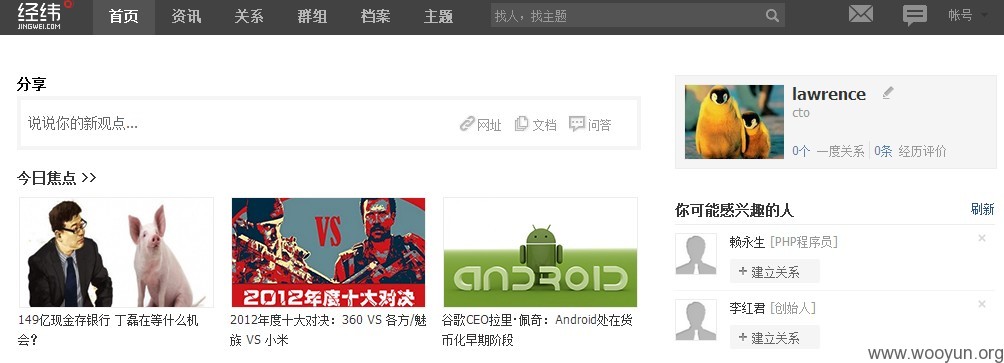 经纬
JINGWEI.COM
首页 资讯 关系 群组 档案 主题 找人，找主题 帐号
分享
说说你的新观点... 网址 文档 问答
今日焦点 >>
VS
2012年度十大对决
ANDROID
149亿现金存银行 丁磊在等什么机
会?
2012年度十大对决：360 VS 各方/魅
族 VS 小米
谷歌CEO拉里·佩奇：Android处在货
币化早期阶段
lawrence
cto
0个 一度关系 0条 经历评价
你可能感兴趣的人 刷新
赖永生 [PHP程序员]
+ 建立关系
李红君 [创始人]
+ 建立关系
www.wooyun.org